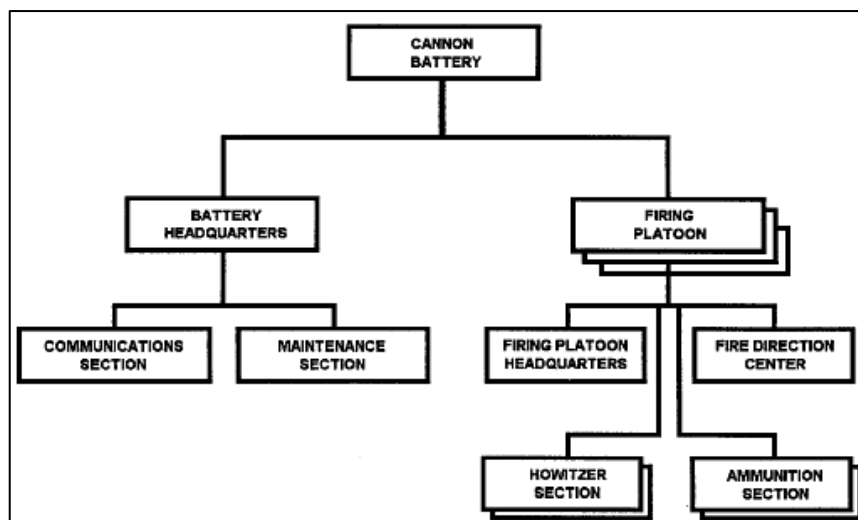 CANNON
BATTERY
BATTERY
HEADQUARTERS
FIRING
PLATOON
COMMUNICATIONS
SECTION
MAINTENANCE
SECTION
FIRING PLATOON
HEADQUARTERS
FIRE DIRECTION
CENTER
HOWITZER
SECTION
AMMUNITION
SECTION